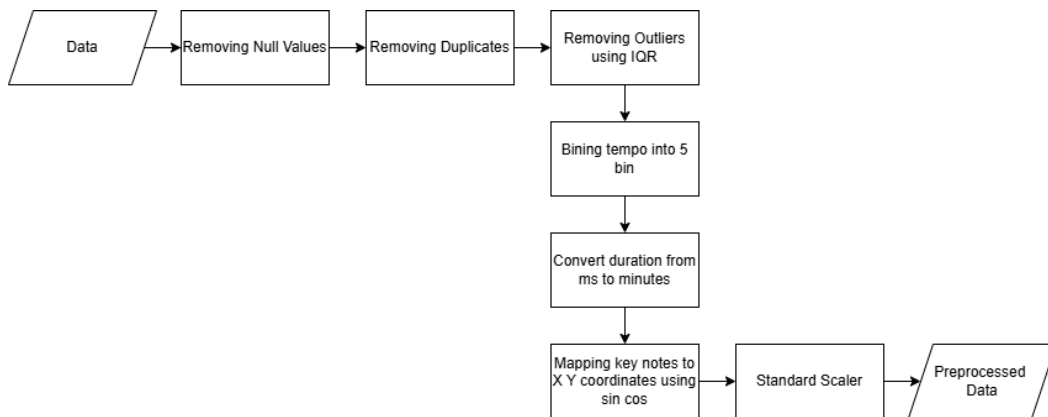 Data
Removing Null Values
Removing Duplicates
Removing Outliers
using IQR
Bining tempo into 5
bin
Convert duration from
ms to minutes
Mapping key notes to
X Y coordinates using
sin cos
Standard Scaler
Preprocessed
Data